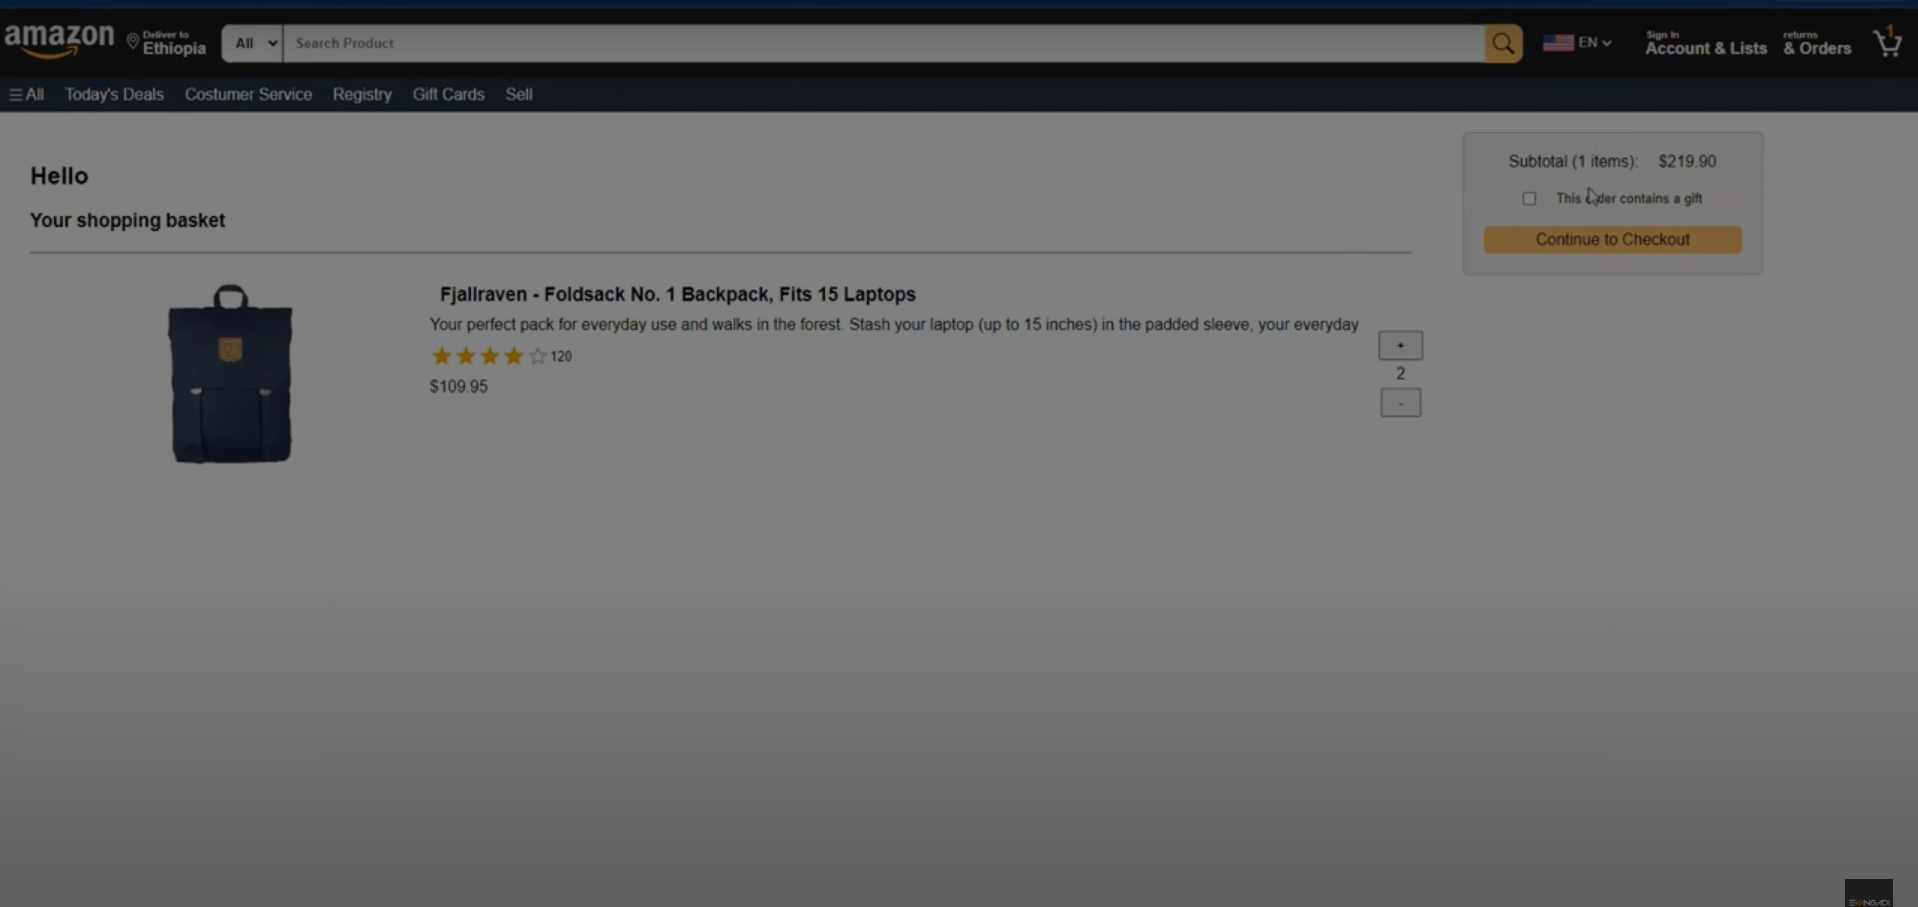 amazon
Deliver to
Ethiopia
All
Search Product
EN
Sign In
Account & Lists
returns
& Orders
1
All
Today's Deals
Costumer Service
Registry
Gift Cards
Sell
Subtotal (1 items): $219.90
This order contains a gift
Continue to Checkout
Hello
Your shopping basket
Fjallraven - Foldsack No. 1 Backpack, Fits 15 Laptops
Your perfect pack for everyday use and walks in the forest. Stash your laptop (up to 15 inches) in the padded sleeve, your everyday
120
$109.95
+
2
-
EVANGADI